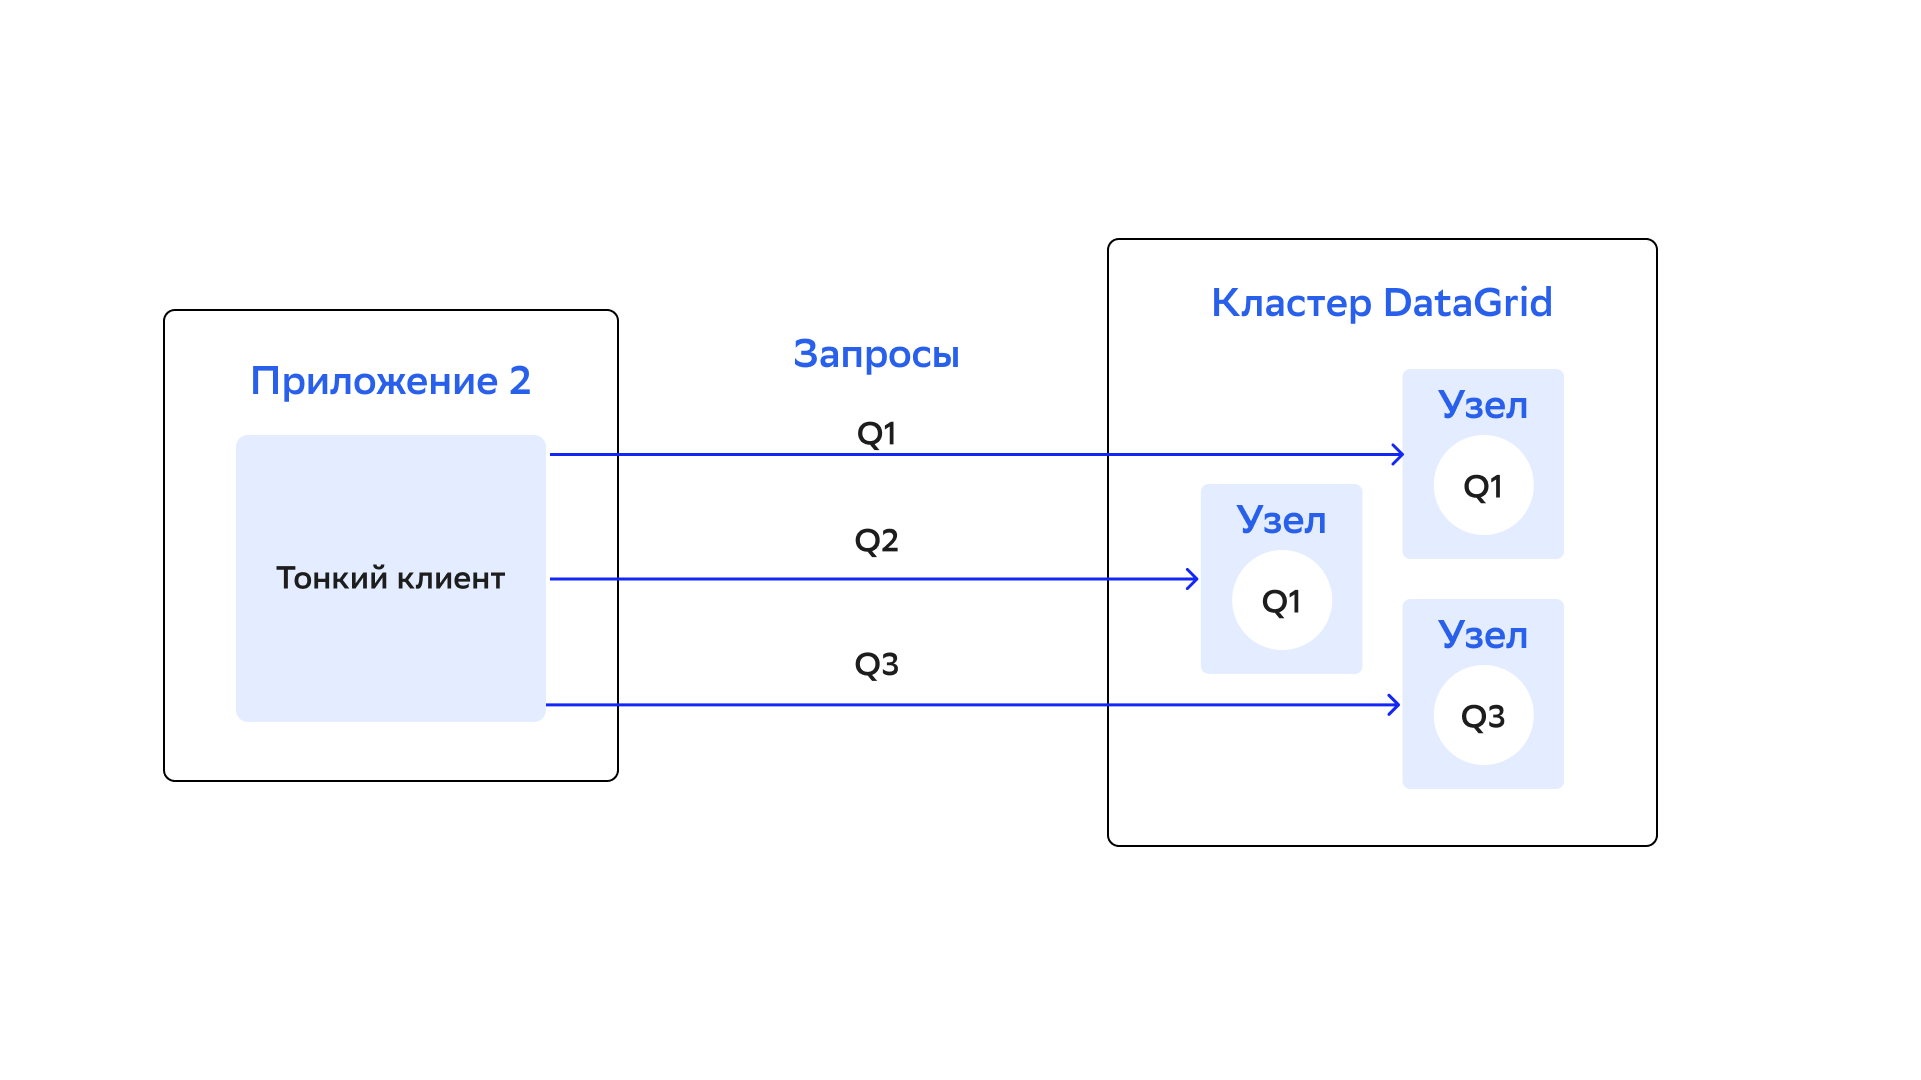 Приложение 2
Тонкий клиент
Запросы
Q1
Q2
Q3
Кластер DataGrid
Узел
Q1
Узел
Q1
Узел
Q3